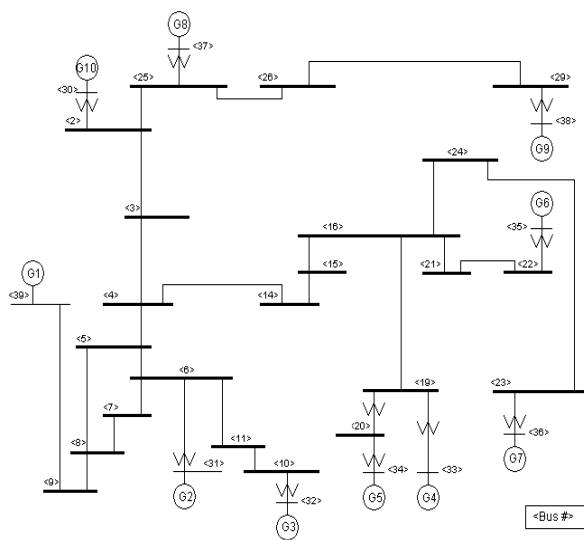 G8
<37>
G10
<25>
<26>
<29>
<30>
<2>
<38>
G9
<24>
<3>
<16>
G6
<35>
G1
<15>
<21>
<22>
<39>
<4>
<14>
<5>
<6>
<19>
<23>
<7>
<11>
<20>
<36>
<8>
<10>
<31>
<34>
<33>
G7
<9>
G2
<32>
G5
G4
G3
<Bus #>